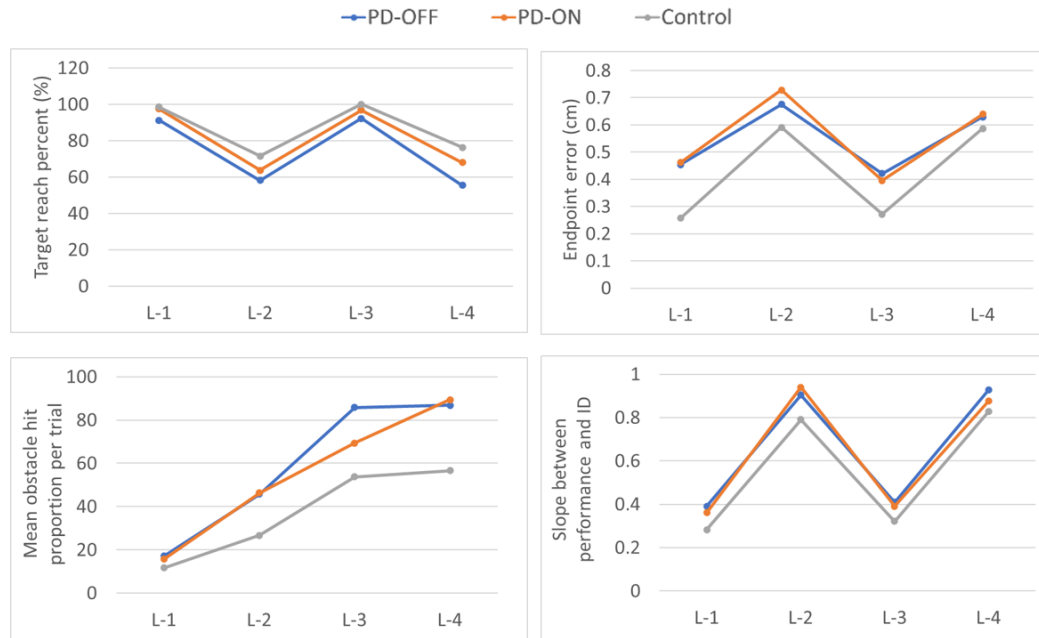 PD-OFF PD-ON Control
Target reach percent (%)
120
100
80
60
40
20
0
L-1 L-2 L-3 L-4
Endpoint error (cm)
0.8
0.7
0.6
0.5
0.4
0.3
0.2
0.1
0
L-1 L-2 L-3 L-4
Mean obstacle hit
proportion per trial
100
80
60
40
20
0
L-1 L-2 L-3 L-4
Slope between
performance and ID
1
0.8
0.6
0.4
0.2
0
L-1 L-2 L-3 L-4